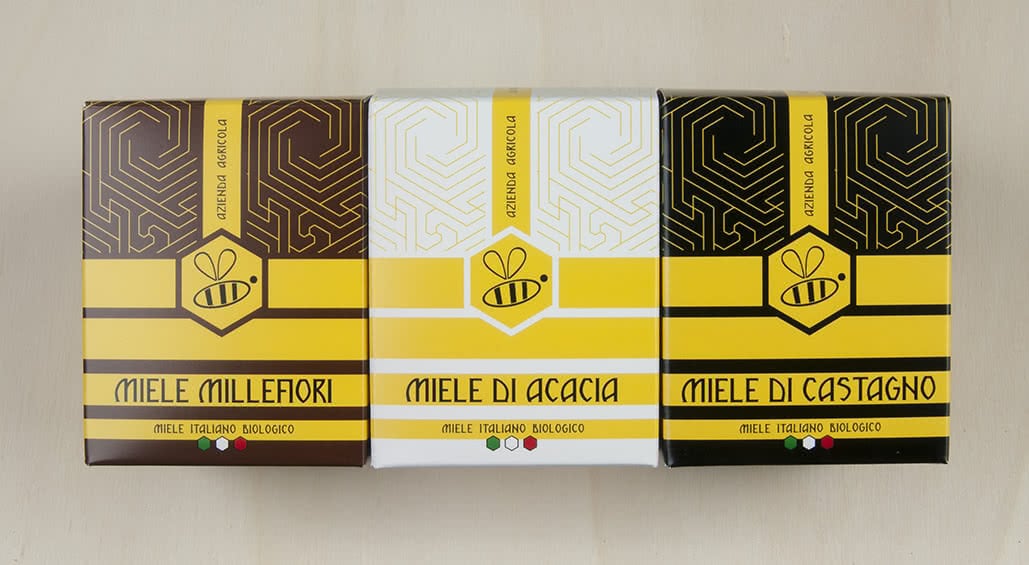 AZIENDA AGRICOLA
MIELE MILLEFIORI
MIELE ITALIANO BIOLOGICO
AZIENDA AGRICOLA
MIELE DI ACACIA
MIELE ITALIANO BIOLOGICO
AZIENDA AGRICOLA
MIELE DI CASTAGNO
MIELE ITALIANO BIOLOGICO